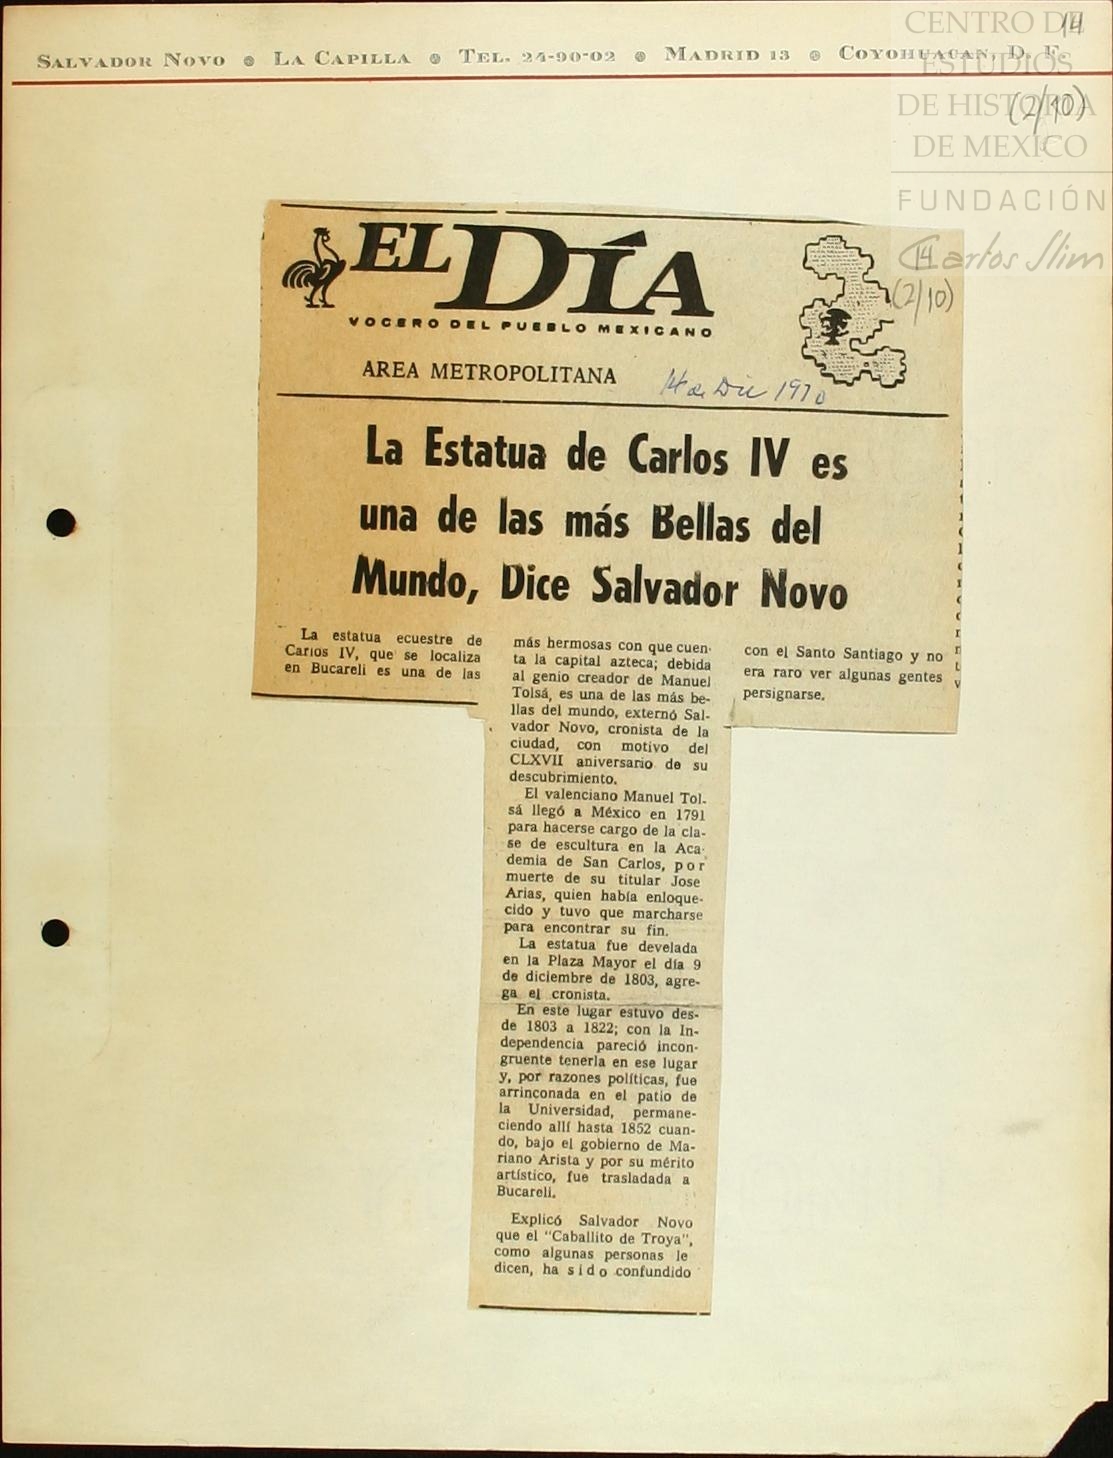 14
SALVADOR NOVO LA CAPILLA TEL. 24-90-02 MADRID 13 COYOHUACAN, D. F.
CENTRO DE
ESTUDIOS
DE HISTORIA
DE MEXICO
FUNDACIÓN
Carlos Slim
(2/10)
14
(2/10)
EL DÍA
VOCERO DEL PUEBLO MEXICANO
AREA METROPOLITANA
14 de Dic 1970
La Estatua de Carlos IV es
una de las más Bellas del
Mundo, Dice Salvador Novo
La estatua ecuestre de
Carlos IV, que se localiza
en Bucareli es una de las
más hermosas con que cuen-
ta la capital azteca; debida
al genio creador de Manuel
Tolsá, es una de las más be-
llas del mundo, externó Sal-
vador Novo, cronista de la
ciudad, con motivo del
CLXVII aniversario de su
descubrimiento.
El valenciano Manuel Tol-
sá llegó a México en 1791
para hacerse cargo de la cla-
se de escultura en la Aca-
demia de San Carlos, por
muerte de su titular Jose
Arias, quien había enloque-
cido y tuvo que marcharse
para encontrar su fin.
La estatua fue develada
en la Plaza Mayor el día 9
de diciembre de 1803, agre-
ga el cronista.
En este lugar estuvo des-
de 1803 a 1822; con la In-
dependencia pareció incon-
gruente tenerla en ese lugar
y, por razones políticas, fue
arrinconada en el patio de
la Universidad, permane-
ciendo allí hasta 1852 cuan-
do, bajo el gobierno de Ma-
riano Arista y por su mérito
artístico, fue trasladada a
Bucareli.
Explicó Salvador Novo
que el "Caballito de Troya",
como algunas personas le
dicen, ha sido confundido
con el Santo Santiago y no
era raro ver algunas gentes
persignarse.